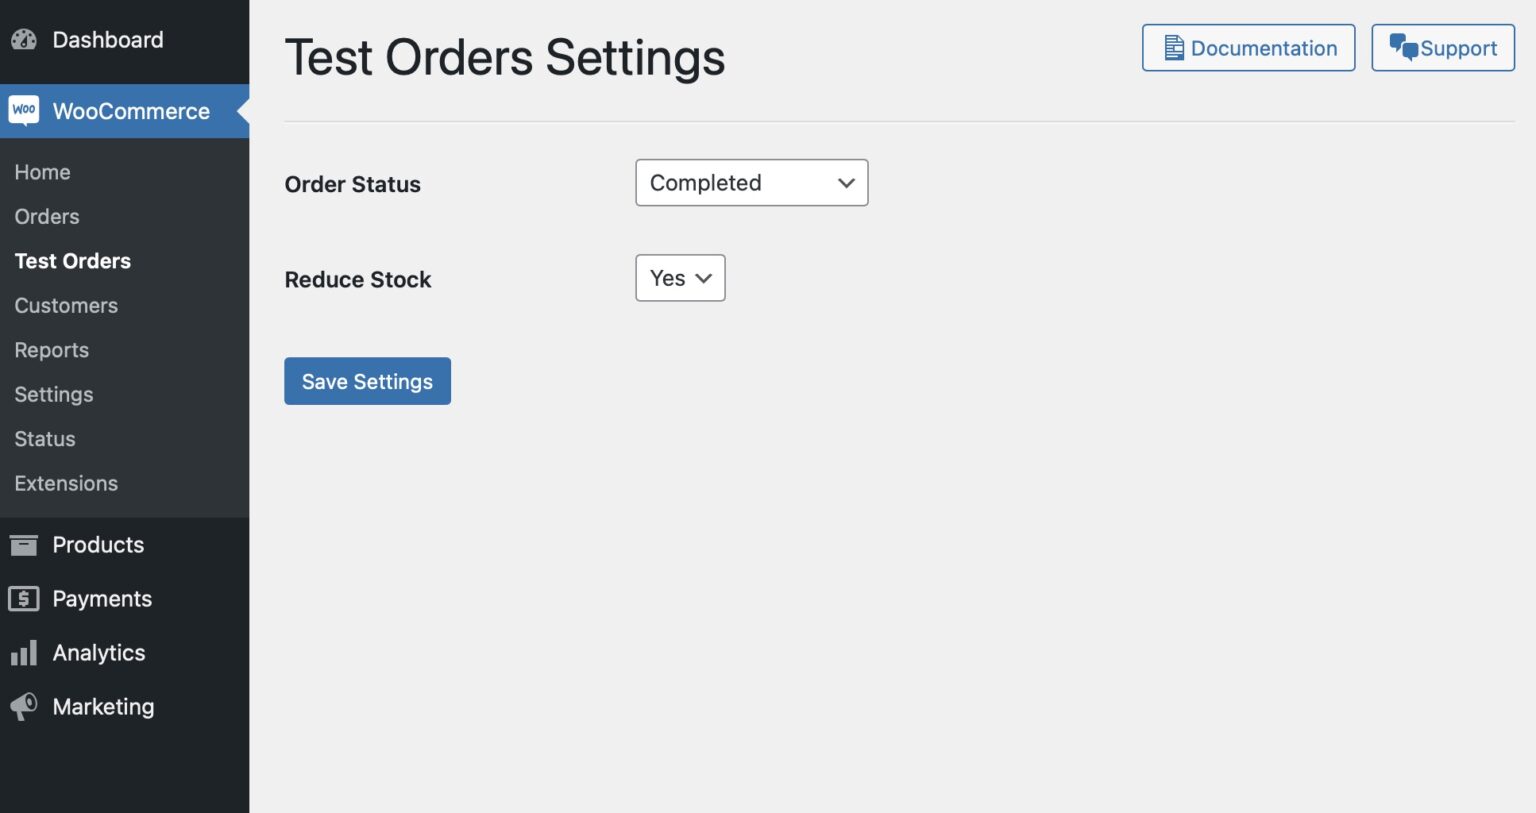 Dashboard
Woo WooCommerce
Home
Orders
Test Orders
Customers
Reports
Settings
Status
Extensions
Products
Payments
Analytics
Marketing
Test Orders Settings
Documentation
Support
Order Status
Completed
Reduce Stock
Yes
Save Settings